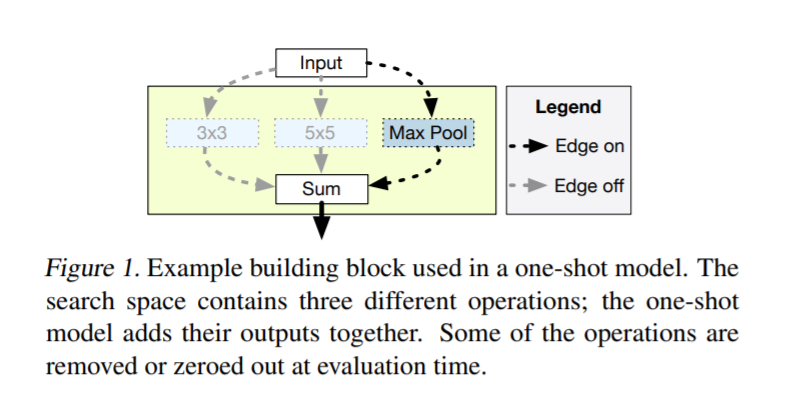 Input
3x3
5x5
Max Pool
Sum
Legend
Edge on
Edge off
Figure 1. Example building block used in a one-shot model. The
search space contains three different operations; the one-shot
model adds their outputs together. Some of the operations are
removed or zeroed out at evaluation time.